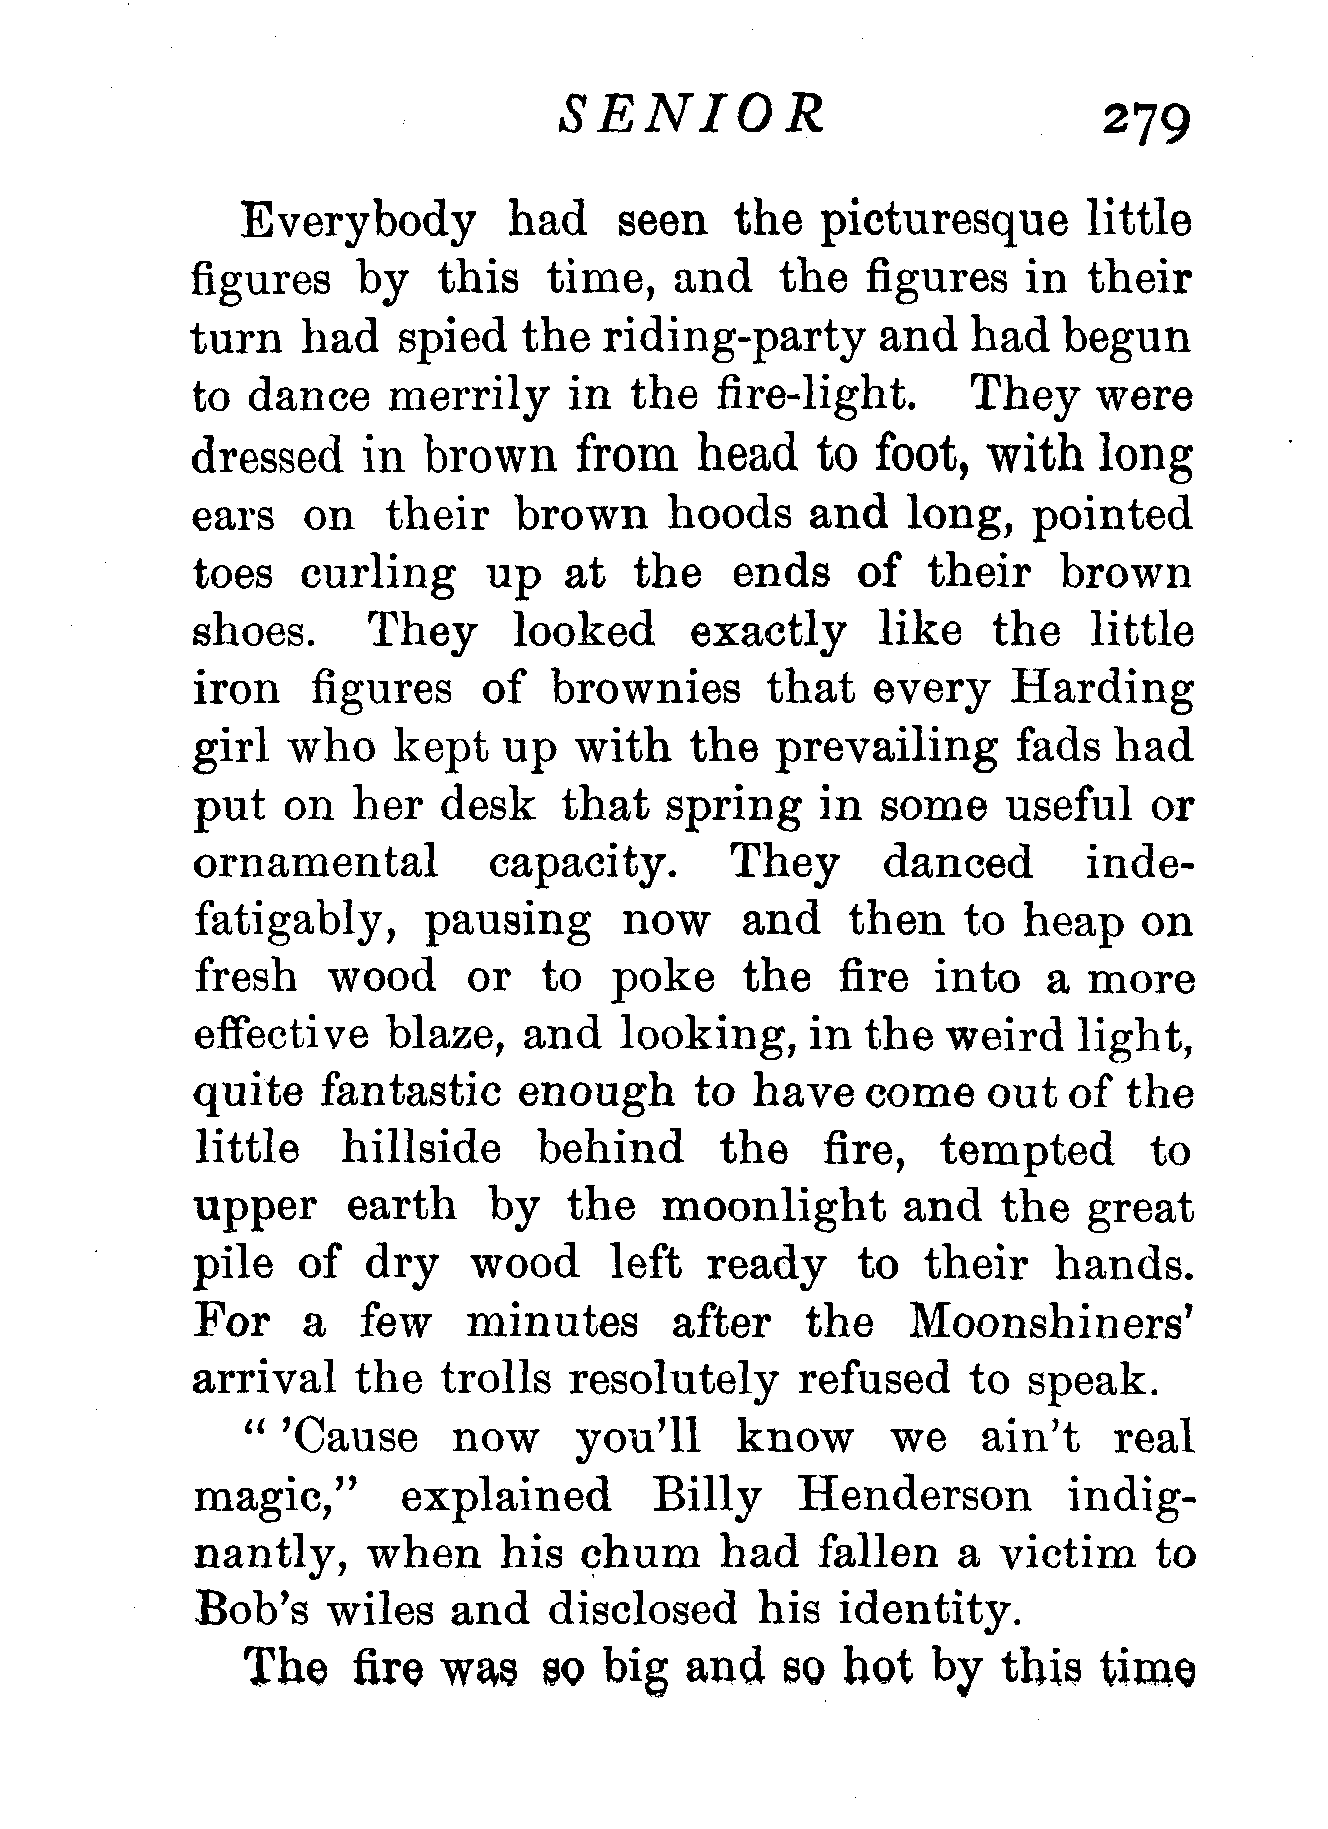 SENIOR 279
Everybody had seen the picturesque little
figures by this time, and the figures in their
turn had spied the riding-party and had begun
to dance merrily in the fire-light. They were
dressed in brown from head to foot, with long
ears on their brown hoods and long, pointed
toes curling up at the ends of their brown
shoes. They looked exactly like the little
iron figures of brownies that every Harding
girl who kept up with the prevailing fads had
put on her desk that spring in some useful or
ornamental capacity. They danced inde-
fatigably, pausing now and then to heap on
fresh wood or to poke the fire into a more
effective blaze, and looking, in the weird light,
quite fantastic enough to have come out of the
little hillside behind the fire, tempted to
upper earth by the moonlight and the great
pile of dry wood left ready to their hands.
For a few minutes after the Moonshiners'
arrival the trolls resolutely refused to speak.
" 'Cause now you'll know we ain't real
magic," explained Billy Henderson indig-
nantly, when his chum had fallen a victim to
Bob's wiles and disclosed his identity.
The fire was so big and so hot by this time